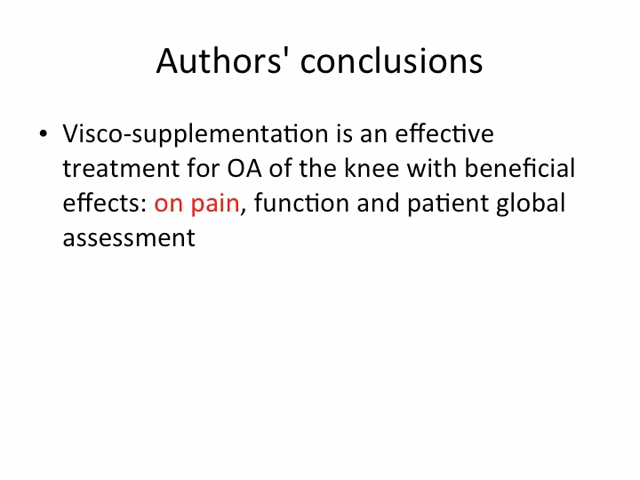 Authors' conclusions
• Visco-supplementation is an effective
treatment for OA of the knee with beneficial
effects: on pain, function and patient global
assessment